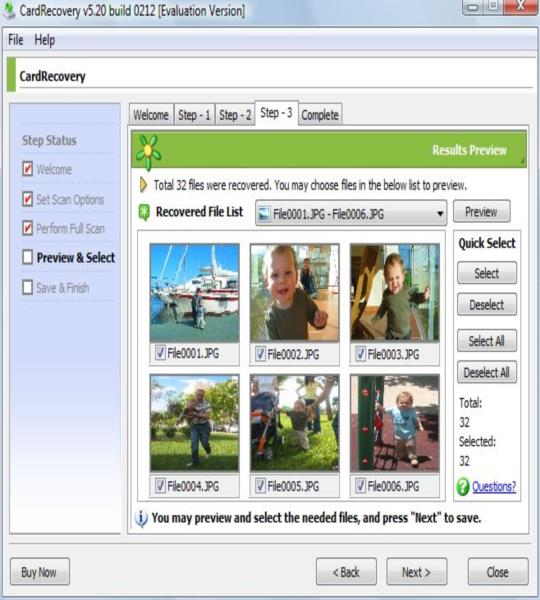 CardRecovery v5.20 build 0212 [Evaluation Version]
File Help
CardRecovery
Step Status
Welcome
Set Scan Options
Perform Full Scan
Preview & Select
Save & Finish
Welcome Step - 1 Step - 2 Step - 3 Complete
Results Preview
Total 32 files were recovered. You may choose files in the below list to preview.
Recovered File List File0001.JPG - File0006.JPG Preview
Quick Select
Select
Deselect
Select All
Deselect All
Total:
32
Selected:
32
Questions?
File0001.JPG File0002.JPG File0003.JPG
File0004.JPG File0005.JPG File0006.JPG
You may preview and select the needed files, and press "Next" to save.
Buy Now < Back Next > Close